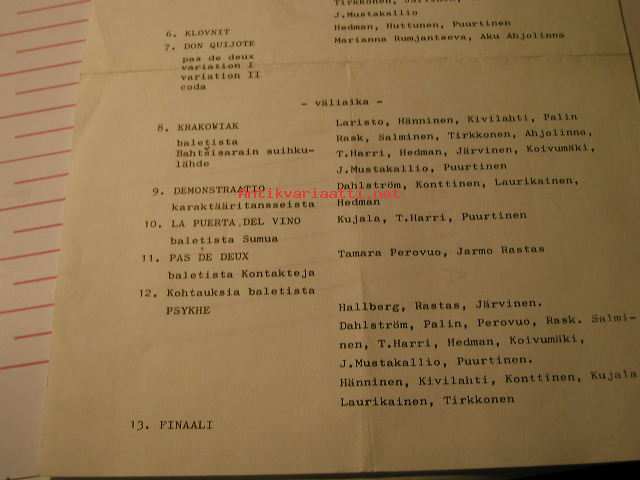 J.Mustakallio
6. KLOVNIT Hedman, Huttunen, Puurtinen
7. DON QUIJOTE Marianna Rumjantseva, Aku Ahjolinna
pas de deux
variation I
variation II
coda
- väliaika -
8. KRAKOWIAK Laristo, Hänninen, Kivilahti, Palin
baletista Rask, Salminen, Tirkkonen, Ahjolinna,
Bahtsisarain suihku- T.Harri, Hedman, Järvinen, Koivumäki,
lähde J.Mustakallio, Puurtinen
9. DEMONSTRAATIO Dahlström, Konttinen, Laurikainen,
Antikvariaatti.net
karaktääritansseista Hedman
10. LA PUERTA DEL VINO Kujala, T.Harri, Puurtinen
baletista Sumua
11. PAS DE DEUX Tamara Perovuo, Jarmo Rastas
baletista Kontakteja
12. Kohtauksia baletista
PSYKHE Hallberg, Rastas, Järvinen.
Dahlström, Palin, Perovuo, Rask. Salmi-
nen, T.Harri, Hedman, Koivumäki,
J.Mustakallio, Puurtinen.
Hänninen, Kivilahti, Konttinen, Kujala
Laurikainen, Tirkkonen
13. FINAALI